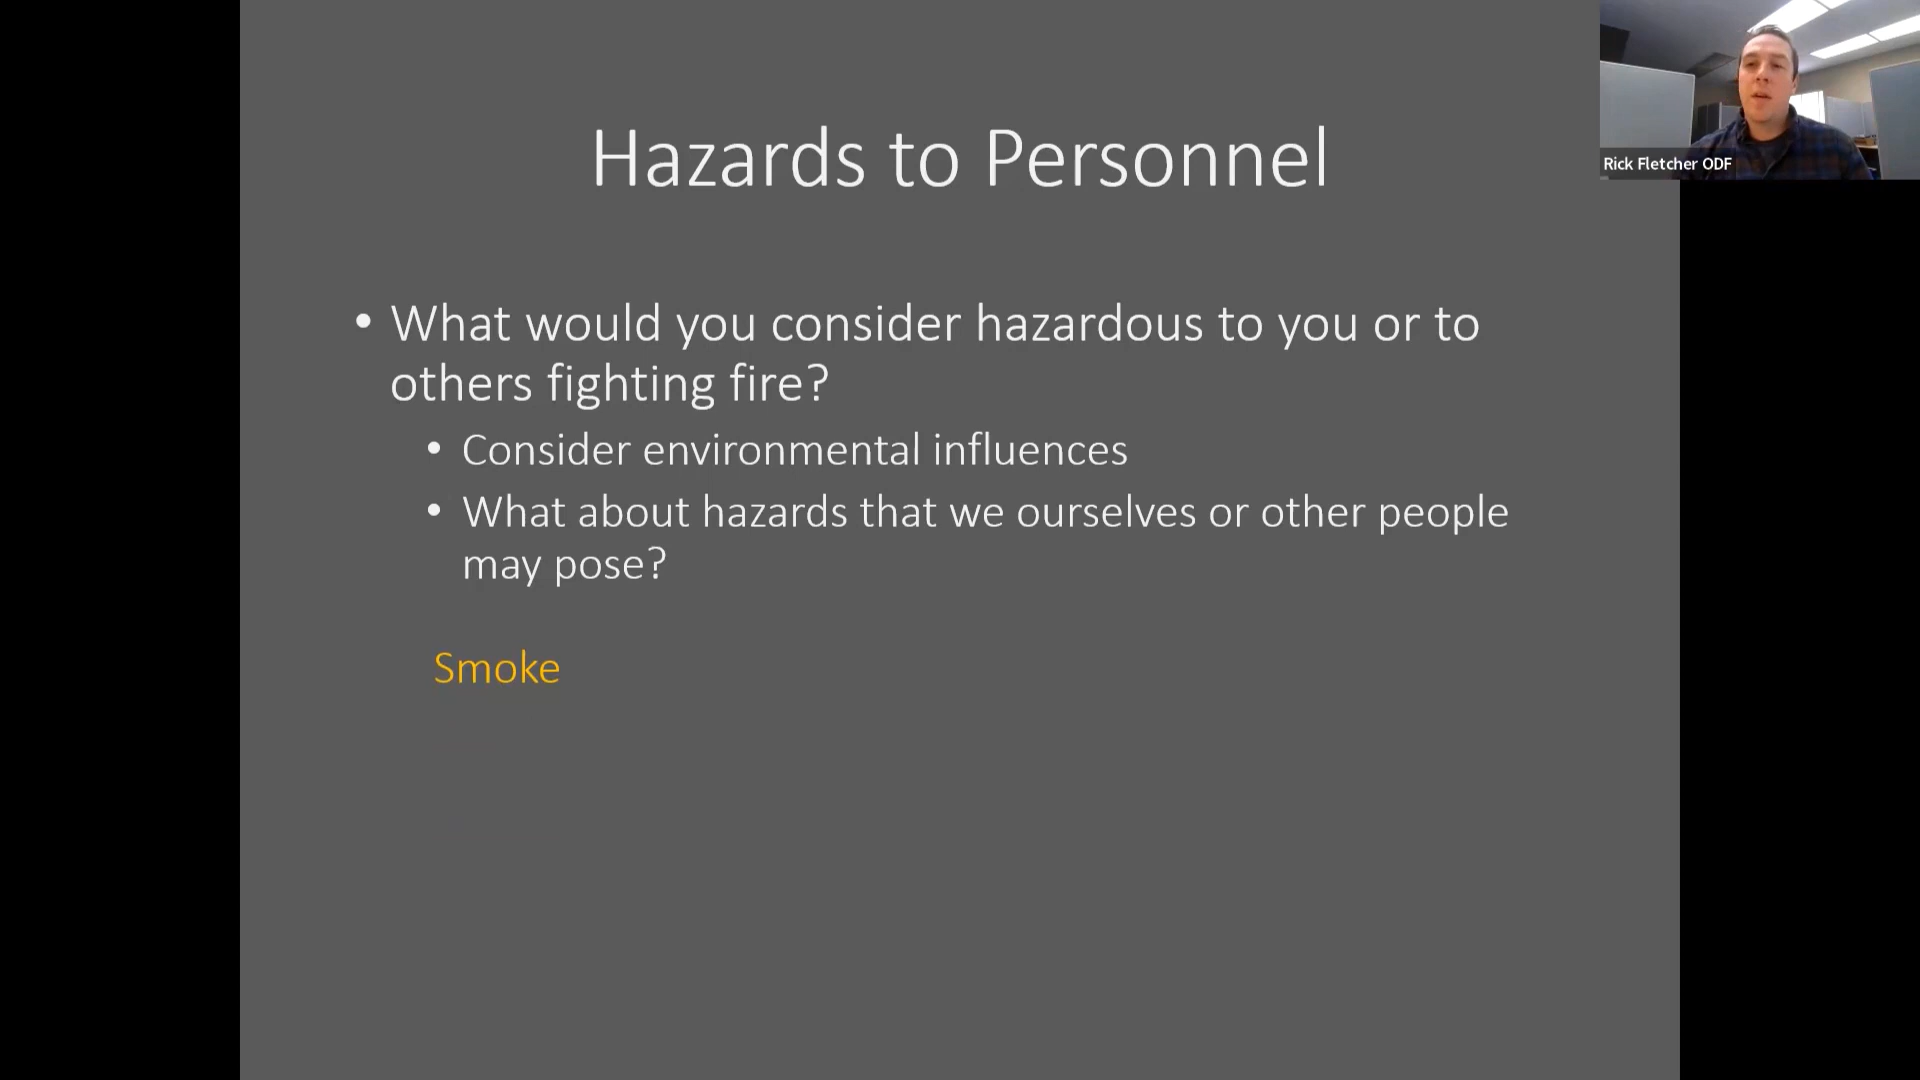 Hazards to Personnel
• What would you consider hazardous to you or to
others fighting fire?
• Consider environmental influences
• What about hazards that we ourselves or other people
may pose?
Smoke
Rick Fletcher ODF